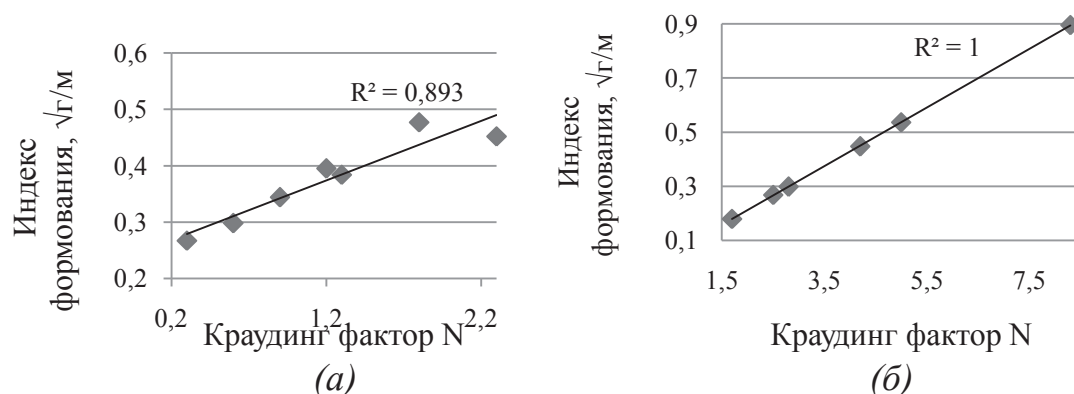 Индекс
формования, √г/м
0,6
0,5
0,4
0,3
0,2
R² = 0,893
0,2
1,2
2,2
Краудинг фактор N
(а)
Индекс
формования, √г/м
0,9
0,7
0,5
0,3
0,1
R² = 1
1,5
3,5
5,5
7,5
Краудинг фактор N
(б)